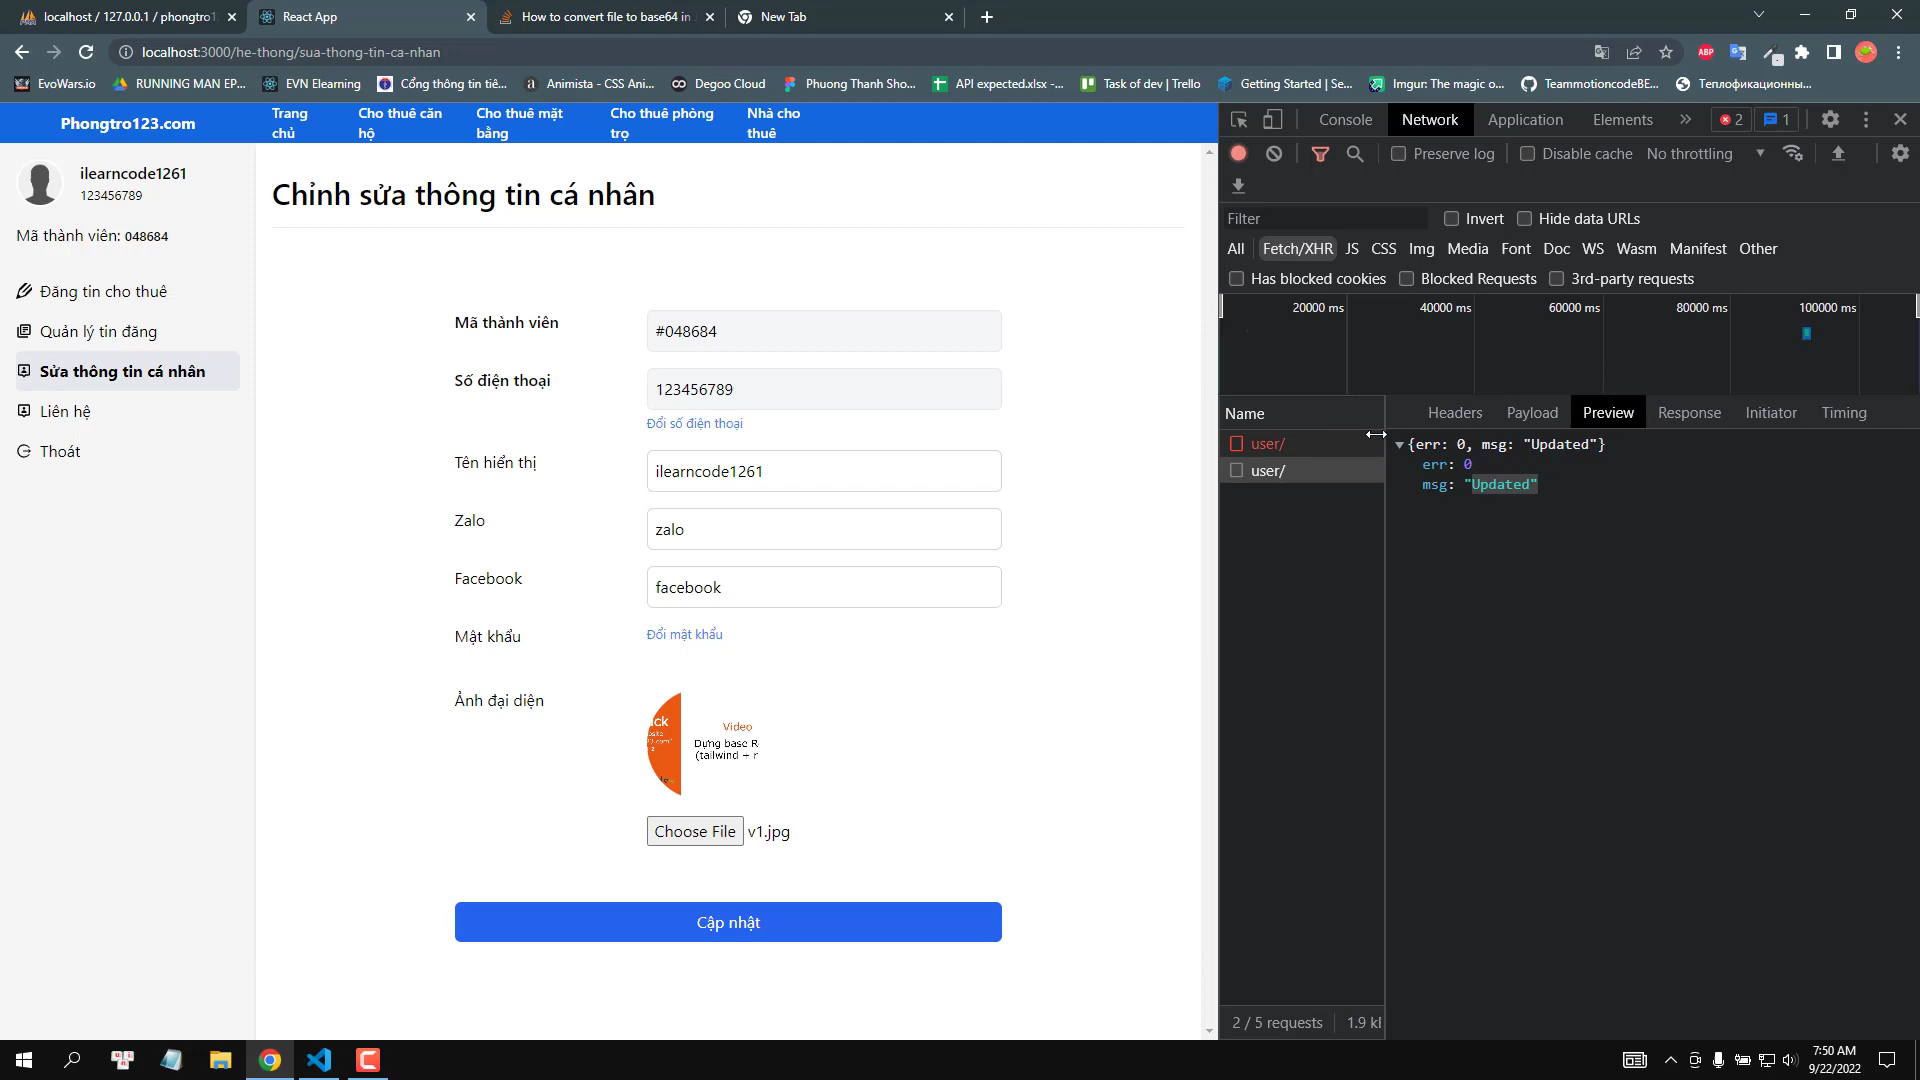 localhost / 127.0.0.1 / phongtro1
React App
How to convert file to base64 in
New Tab
localhost:3000/he-thong/sua-thong-tin-ca-nhan
EvoWars.io
RUNNING MAN EP...
EVN Elearning
Cổng thông tin tiê...
Animista - CSS Ani...
Degoo Cloud
Phuong Thanh Sho...
API expected.xlsx -...
Task of dev | Trello
Getting Started | Se...
Imgur: The magic o...
TeammotioncodeBE...
Теплофикационны...
Phongtro123.com
Trang chủ
Cho thuê căn hộ
Cho thuê mặt bằng
Cho thuê phòng trọ
Nhà cho thuê
ilearncode1261
123456789
Mã thành viên: 048684
Đăng tin cho thuê
Quản lý tin đăng
Sửa thông tin cá nhân
Liên hệ
Thoát
Chỉnh sửa thông tin cá nhân
Mã thành viên
#048684
Số điện thoại
123456789
Đổi số điện thoại
Tên hiển thị
ilearncode1261
Zalo
zalo
Facebook
facebook
Mật khẩu
Đổi mật khẩu
Ảnh đại diện
ick
Video
Dựng base R
(tailwind + r
Choose File v1.jpg
Cập nhật
Console
Network
Application
Elements
2
1
Preserve log
Disable cache
No throttling
Filter
Invert
Hide data URLs
All
Fetch/XHR
JS
CSS
Img
Media
Font
Doc
WS
Wasm
Manifest
Other
Has blocked cookies
Blocked Requests
3rd-party requests
20000 ms
40000 ms
60000 ms
80000 ms
100000 ms
Name
Headers
Payload
Preview
Response
Initiator
Timing
user/
user/
{err: 0, msg: "Updated"}
err: 0
msg: "Updated"
2 / 5 requests
1.9 k
7:50 AM
9/22/2022